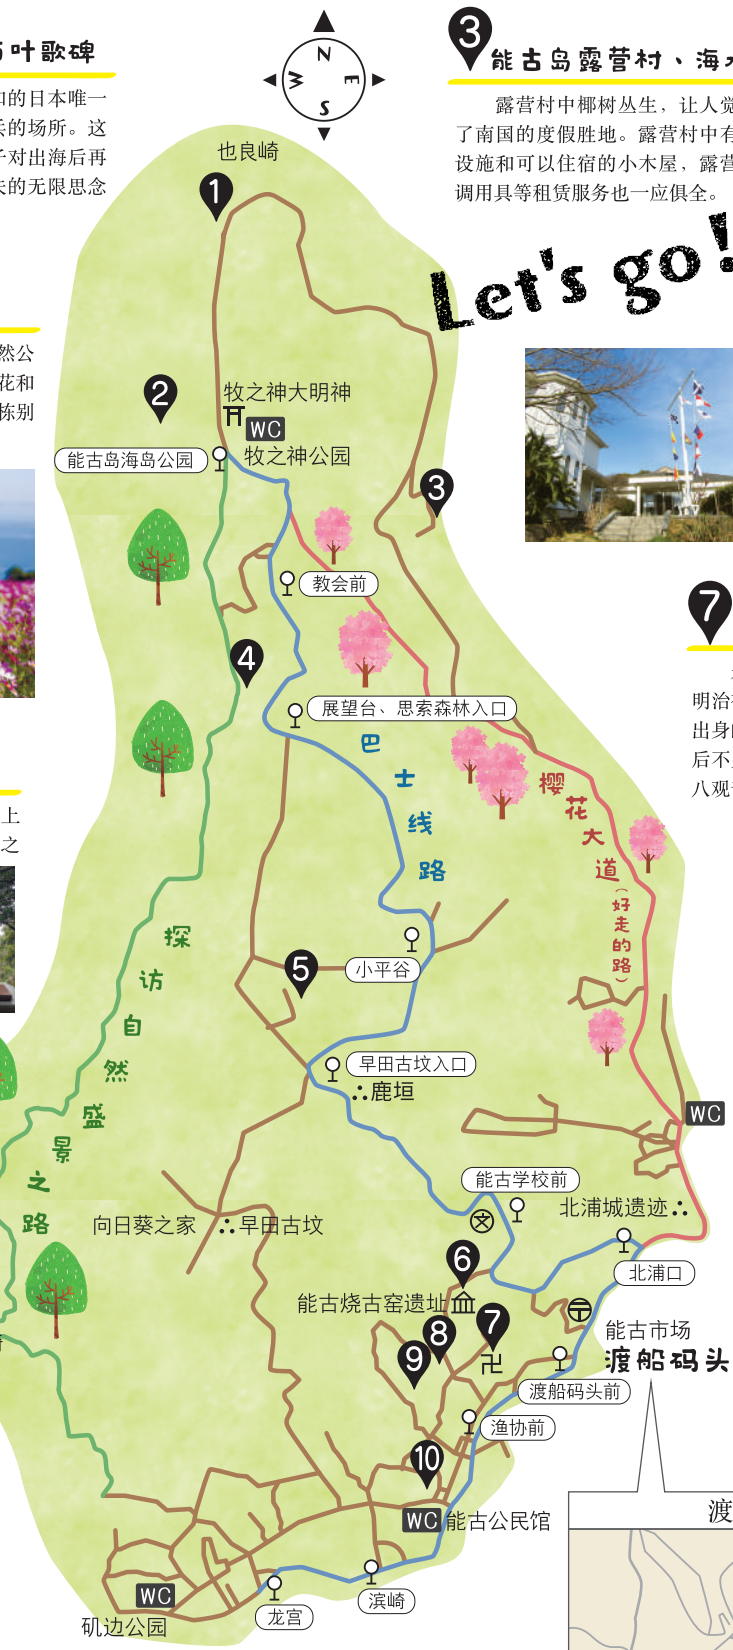 叶歌碑
的日本唯一
的场所。这
对出海后再
的无限思念
N
W
E
S
3
能古岛露营村、海
露营村中椰树丛生，让人觉
了南国的度假胜地。露营村中有
设施和可以住宿的小木屋，露营
调用具等租赁服务也一应俱全。
Let's go!
也良崎
1
然公
花和
栋别
2
牧之神大明神
WC
牧之神公园
能古岛海岛公园
3
教会前
4
展望台、思索森林入口
7
明治
出身
后不
八观
巴士线路
樱花大道
(好走的路)
上
之
探访自然盛景之路
5
小平谷
早田古坟入口
∴鹿垣
WC
能古学校前
文
北浦城遗迹∴
向日葵之家
∴早田古坟
北浦口
6
能古烧古窑遗址
7
卍
8
9
〒
能古市场
渡船码头
渡船码头前
渔协前
10
WC
能古公民馆
渡
WC
矶边公园
龙宫
滨崎